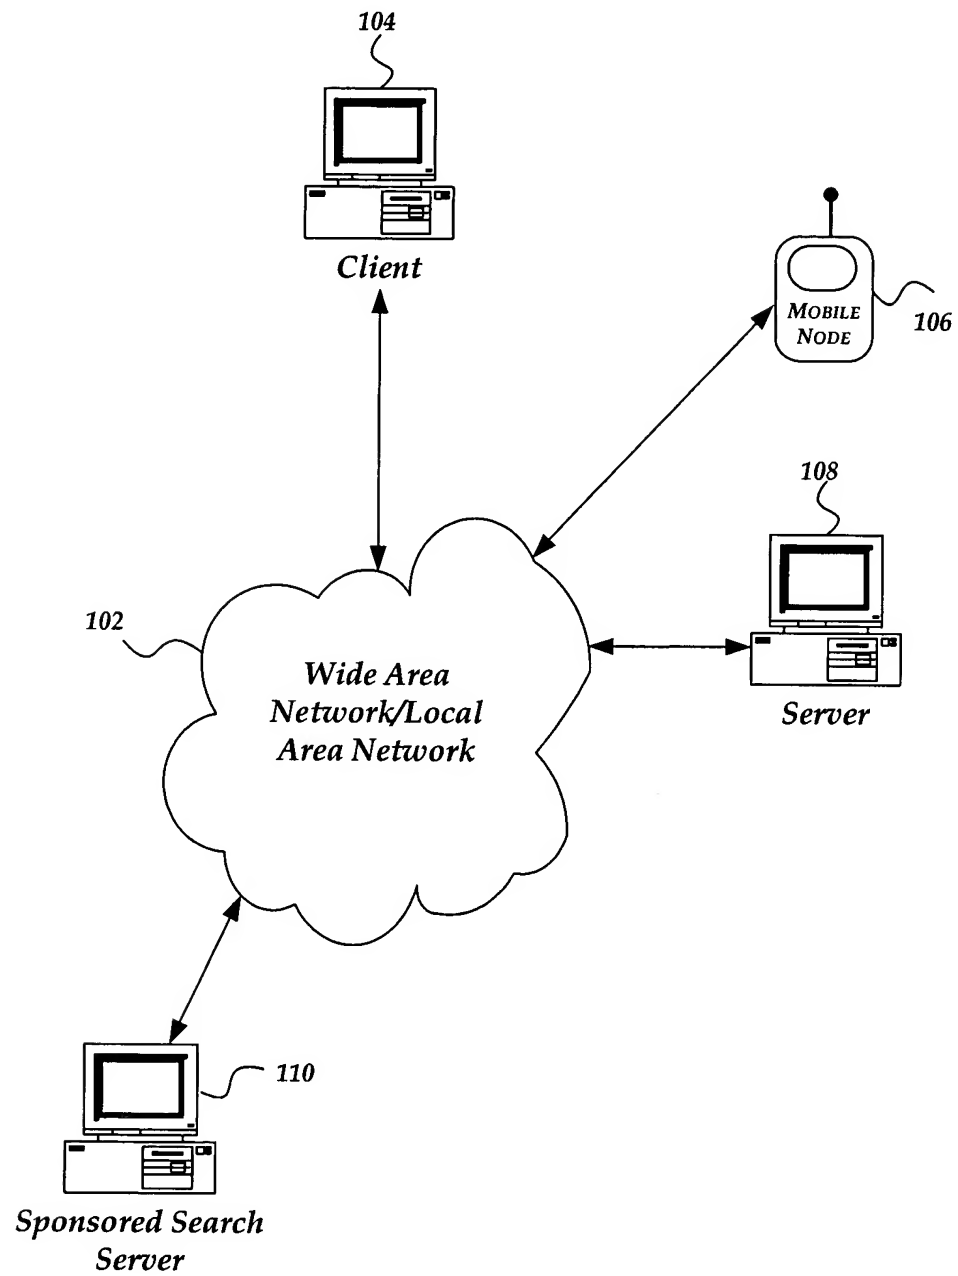 104
Client
MOBILE
NODE
106
108
Server
102
Wide Area
Network/Local
Area Network
110
Sponsored Search
Server